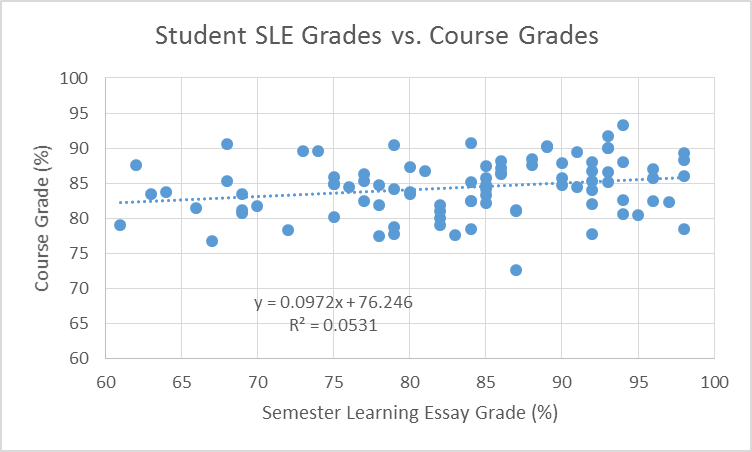 Student SLE Grades vs. Course Grades
Course Grade (%)
100
95
90
85
80
75
70
65
60
y = 0.0972x + 76.246
R² = 0.0531
60 65 70 75 80 85 90 95 100
Semester Learning Essay Grade (%)